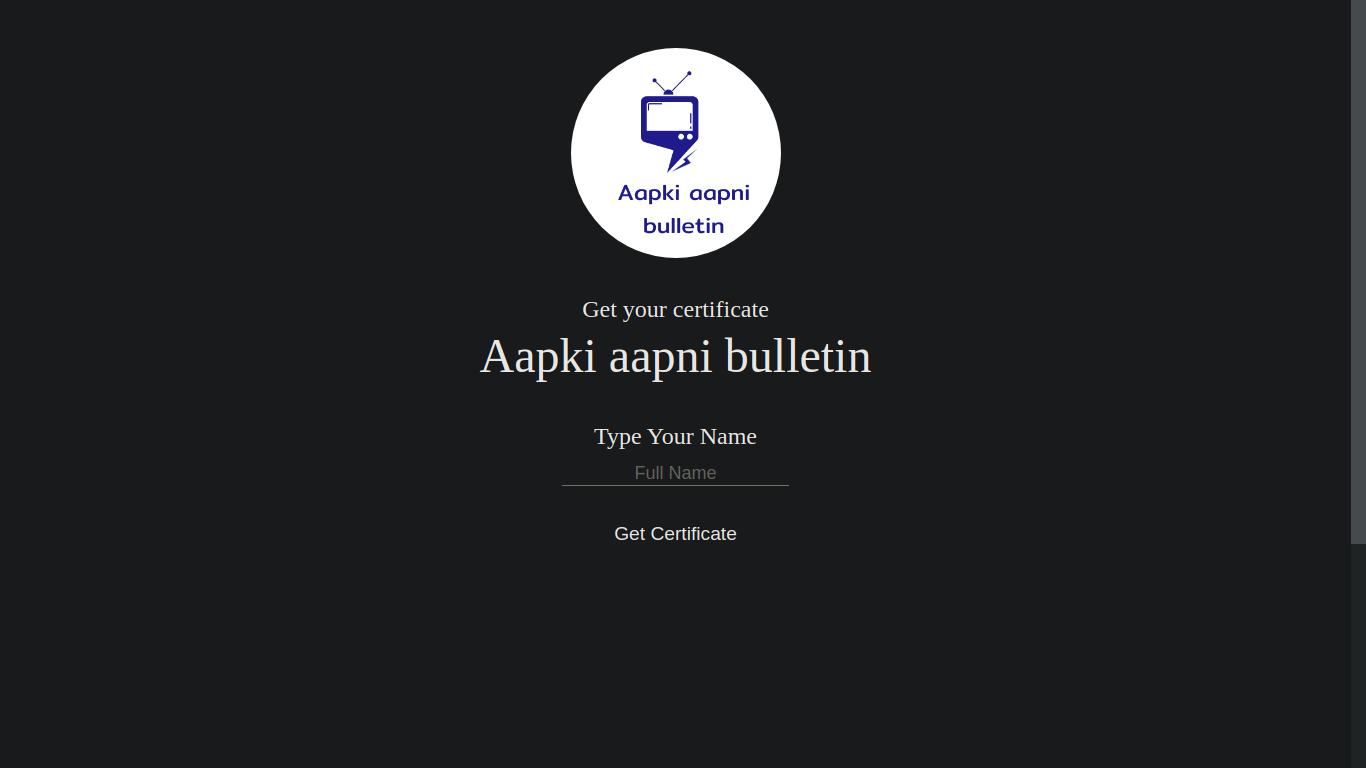 Aapki aapni
bulletin
Get your certificate
Aapki aapni bulletin
Type Your Name
Full Name
Get Certificate